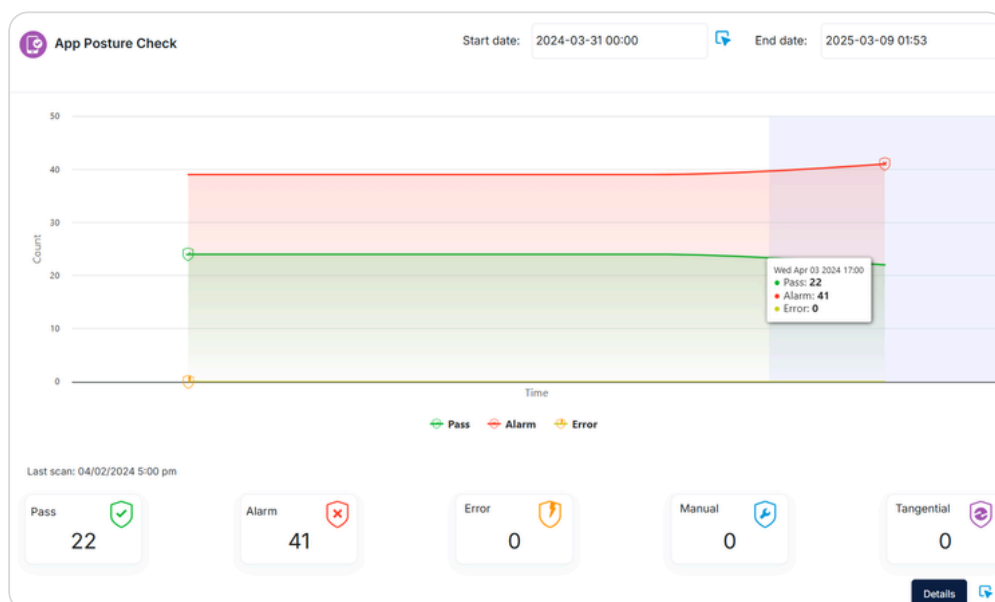 App Posture Check
Start date: 2024-03-31 00:00
End date: 2025-03-09 01:53
50
40
30
20
10
0
Count
Wed Apr 03 2024 17:00
Pass: 22
Alarm: 41
Error: 0
Time
Pass Alarm Error
Last scan: 04/02/2024 5:00 pm
Pass
22
Alarm
41
Error
0
Manual
0
Tangential
0
Details